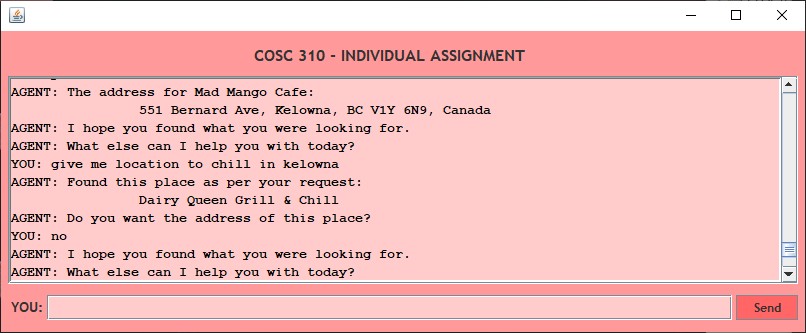 COSC 310 - INDIVIDUAL ASSIGNMENT
AGENT: The address for Mad Mango Cafe:
551 Bernard Ave, Kelowna, BC V1Y 6N9, Canada
AGENT: I hope you found what you were looking for.
AGENT: What else can I help you with today?
YOU: give me location to chill in kelowna
AGENT: Found this place as per your request:
Dairy Queen Grill & Chill
AGENT: Do you want the address of this place?
YOU: no
AGENT: I hope you found what you were looking for.
AGENT: What else can I help you with today?
YOU:
Send